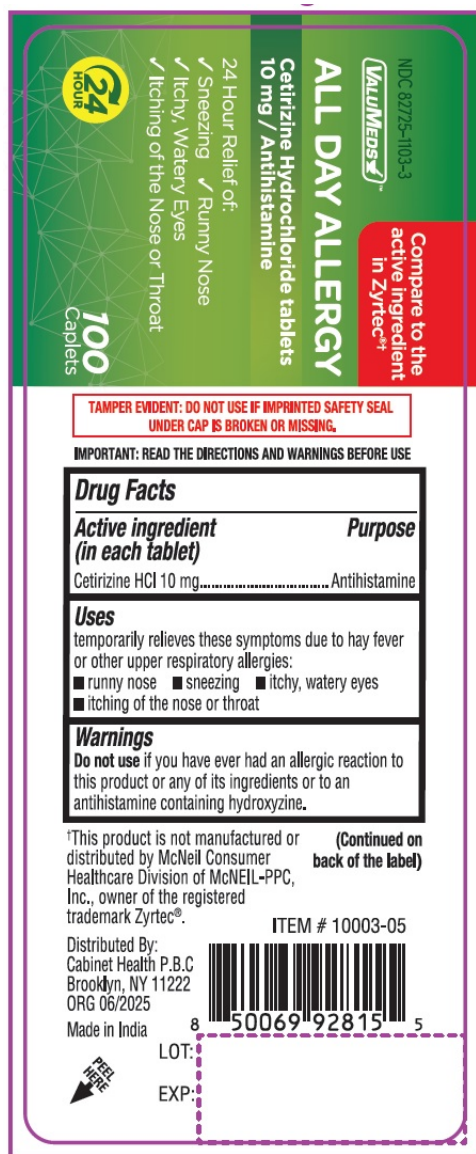 NDC 82725-1103-3
VALUMEDS™
Compare to the
active ingredient
in Zyrtec®†
ALL DAY ALLERGY
Cetirizine Hydrochloride tablets
10 mg / Antihistamine
24 Hour Relief of:
✓ Sneezing ✓ Runny Nose
✓ Itchy, Watery Eyes
✓ Itching of the Nose or Throat
24
HOUR
100
Caplets
TAMPER EVIDENT: DO NOT USE IF IMPRINTED SAFETY SEAL
UNDER CAP IS BROKEN OR MISSING.
IMPORTANT: READ THE DIRECTIONS AND WARNINGS BEFORE USE
Drug Facts
Active ingredient Purpose
(in each tablet)
Cetirizine HCl 10 mg................................Antihistamine
Uses
temporarily relieves these symptoms due to hay fever
or other upper respiratory allergies:
■ runny nose ■ sneezing ■ itchy, watery eyes
■ itching of the nose or throat
Warnings
Do not use if you have ever had an allergic reaction to
this product or any of its ingredients or to an
antihistamine containing hydroxyzine.
(Continued on
back of the label)
†This product is not manufactured or
distributed by McNeil Consumer
Healthcare Division of McNEIL-PPC,
Inc., owner of the registered
trademark Zyrtec®.
ITEM # 10003-05
Distributed By:
Cabinet Health P.B.C
Brooklyn, NY 11222
ORG 06/2025
Made in India
8 50069 92815 5
LOT:
EXP:
PEEL
HERE